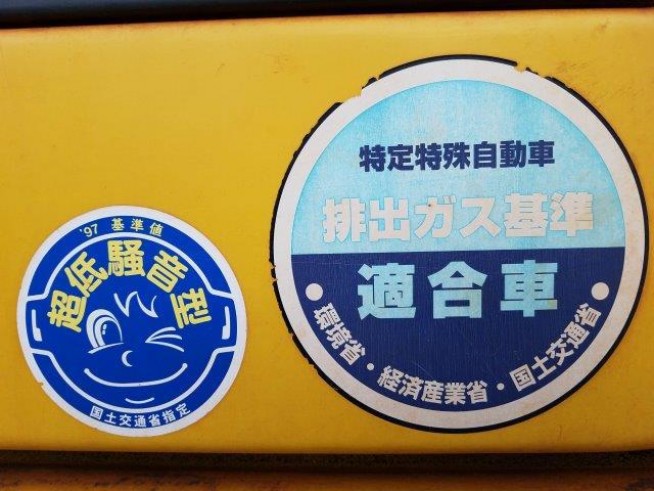 '97 基準値
超低騒音型
国土交通省指定
特定特殊自動車
排出ガス基準
適合車
環境省・経済産業省・国土交通省